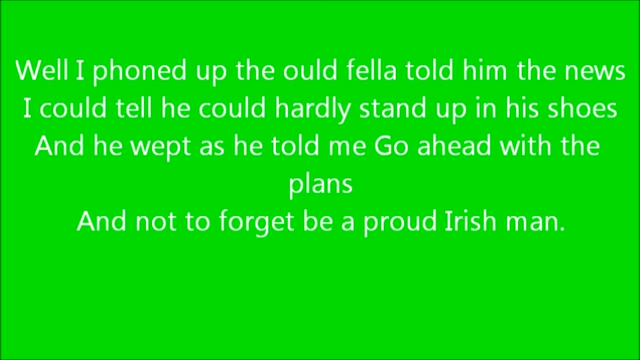 Well I phoned up the ould fella told him the news
I could tell he could hardly stand up in his shoes
And he wept as he told me Go ahead with the
plans
And not to forget be a proud Irish man.